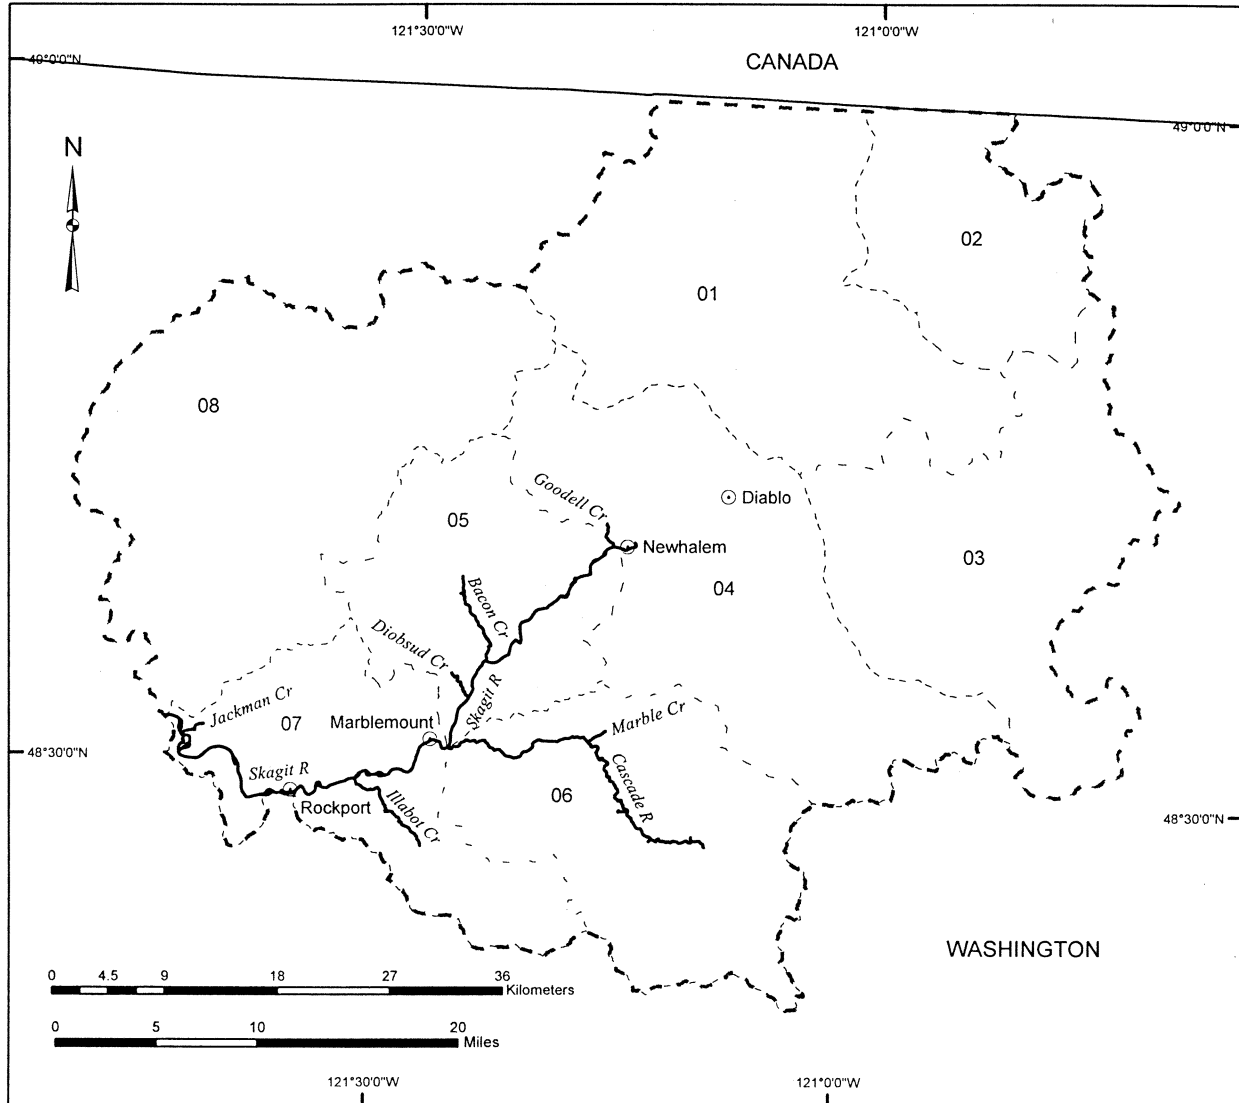 121°30'0"W
121°0'0"W
CANADA
49°0'0"N
49°0'0"N
N
02
01
08
Goodell Cr
Diablo
05
Newhalem
03
04
Bacon Cr
Diobsud Cr
Skagit R
Jackman Cr
07
Marblemount
Marble Cr
48°30'0"N
Skagit R
Cascade R
Rockport
Illabot Cr
06
48°30'0"N
WASHINGTON
0 4.5 9 18 27 36
Kilometers
0 5 10 20
Miles
121°30'0"W
121°0'0"W